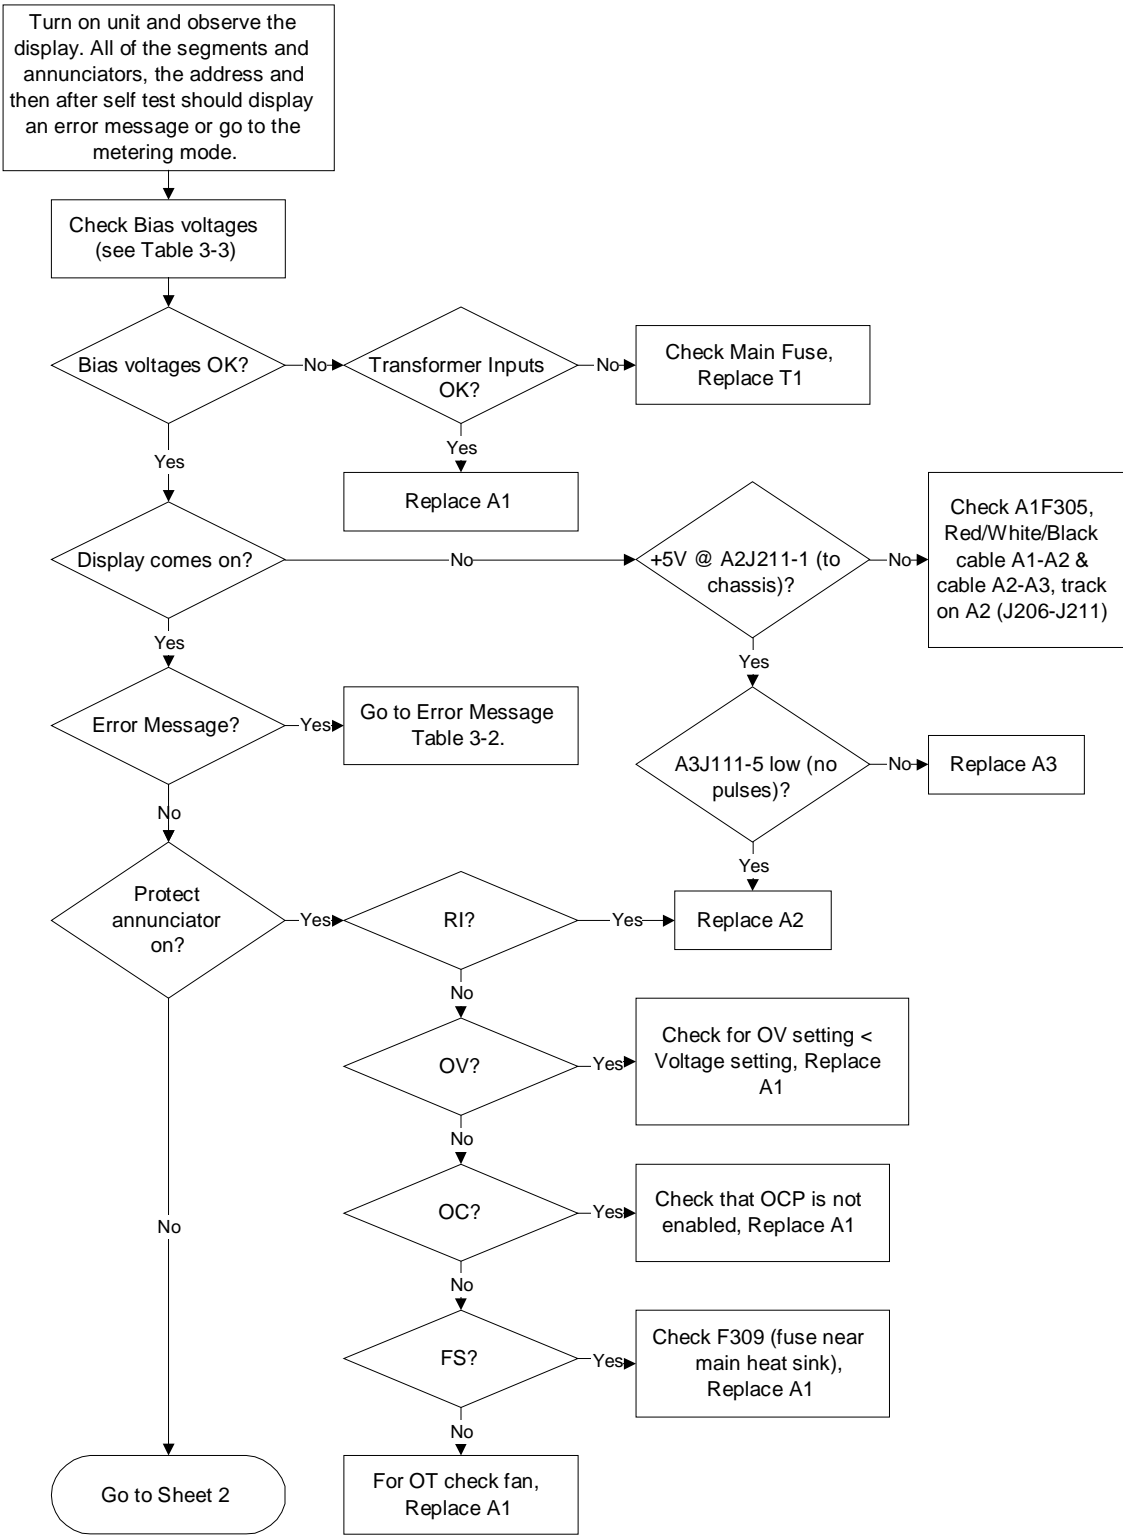 Turn on unit and observe the
display. All of the segments and
annunciators, the address and
then after self test should display
an error message or go to the
metering mode.
Check Bias voltages
(see Table 3-3)
Bias voltages OK?
No
Transformer Inputs
OK?
No
Check Main Fuse,
Replace T1
Yes
Yes
Replace A1
Display comes on?
No
+5V @ A2J211-1 (to
chassis)?
No
Check A1F305,
Red/White/Black
cable A1-A2 &
cable A2-A3, track
on A2 (J206-J211)
Yes
Yes
Error Message?
Yes
Go to Error Message
Table 3-2.
A3J111-5 low (no
pulses)?
No
Replace A3
No
Yes
Protect
annunciator
on?
Yes
RI?
Yes
Replace A2
No
OV?
Yes
Check for OV setting <
Voltage setting, Replace
A1
No
OC?
Yes
Check that OCP is not
enabled, Replace A1
No
No
FS?
Yes
Check F309 (fuse near
main heat sink),
Replace A1
No
Go to Sheet 2
For OT check fan,
Replace A1